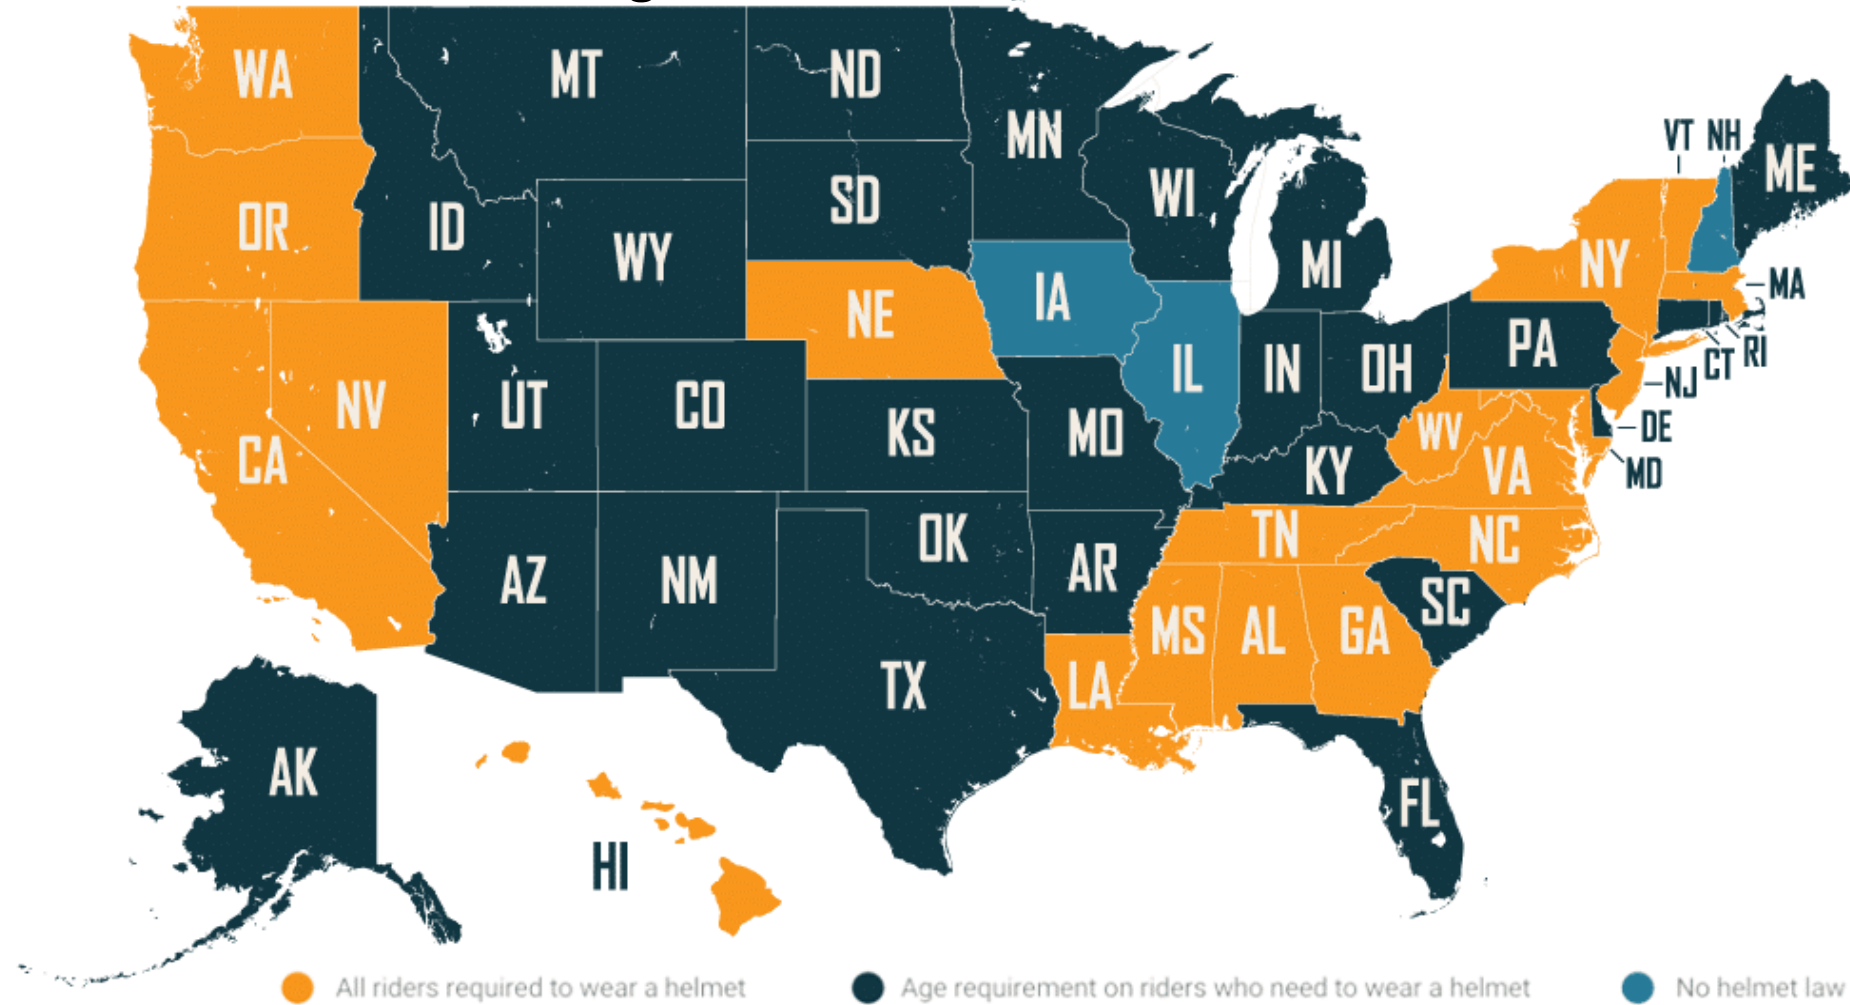 WA
MT
ND
MN
VT NH
ME
OR
ID
SD
WI
WY
MI
NY
IA
MA
NE
PA
IL
IN
OH
RI
CT
NV
UT
CO
NJ
KS
MO
WV
DE
CA
KY
VA
MD
OK
TN
NC
AR
AZ
NM
SC
MS
AL
GA
TX
LA
AK
FL
HI
All riders required to wear a helmet
Age requirement on riders who need to wear a helmet
No helmet law